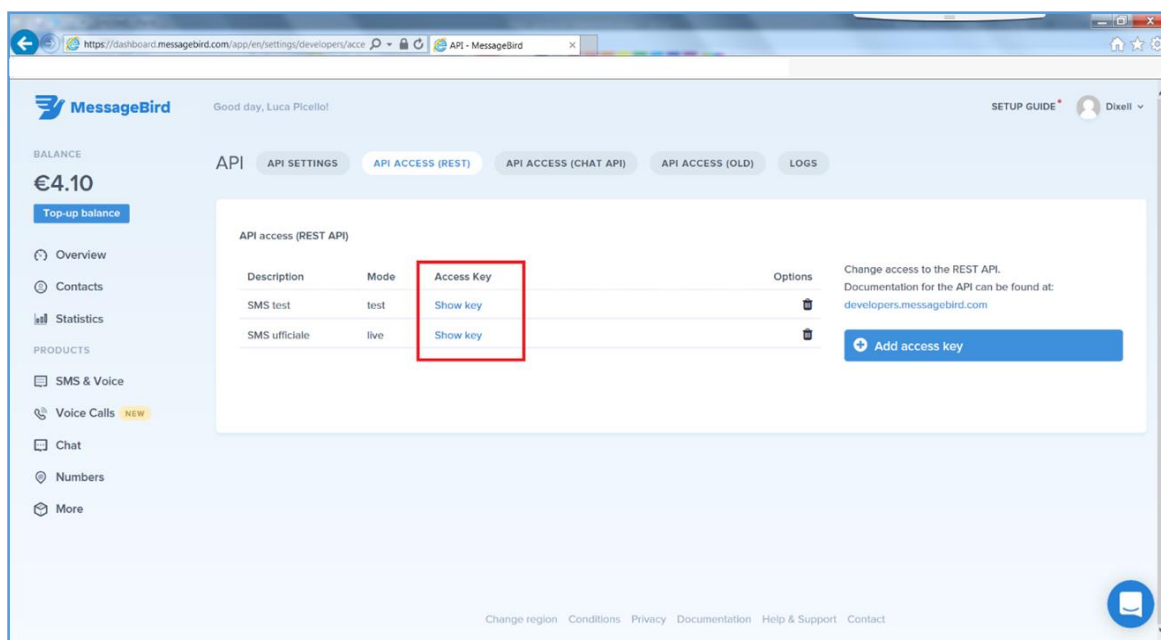 https://dashboard.messagebird.com/app/en/settings/developers/acce
API - MessageBird
MessageBird
Good day, Luca Picello!
SETUP GUIDE
Dixell
BALANCE
€4.10
Top-up balance
Overview
Contacts
Statistics
PRODUCTS
SMS & Voice
Voice Calls NEW
Chat
Numbers
More
API API SETTINGS API ACCESS (REST) API ACCESS (CHAT API) API ACCESS (OLD) LOGS
API access (REST API)
Description Mode Access Key Options
SMS test test Show key
SMS ufficiale live Show key
Change access to the REST API.
Documentation for the API can be found at:
developers.messagebird.com
Add access key
Change region Conditions Privacy Documentation Help & Support Contact